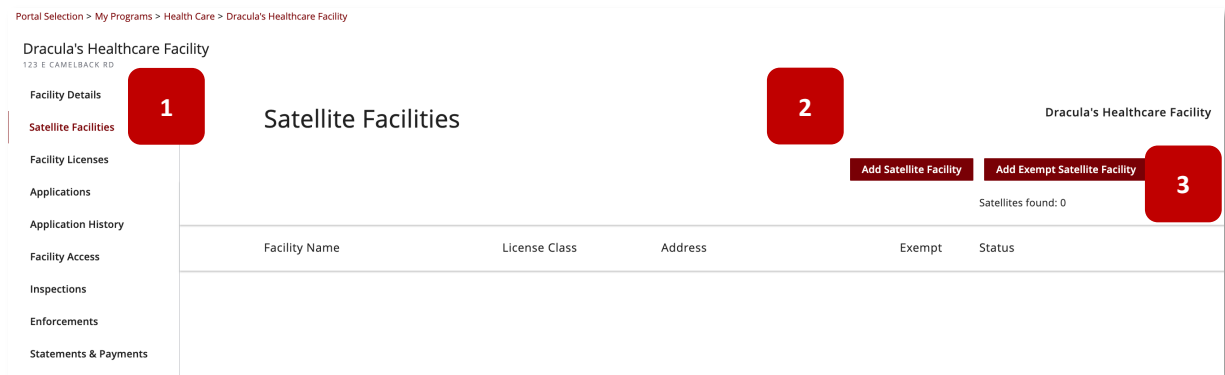 Portal Selection > My Programs > Health Care > Dracula's Healthcare Facility
Dracula's Healthcare Facility
123 E CAMELBACK RD
Facility Details
Satellite Facilities
Facility Licenses
Applications
Application History
Facility Access
Inspections
Enforcements
Statements & Payments
1
Satellite Facilities
2
Dracula's Healthcare Facility
Add Satellite Facility
Add Exempt Satellite Facility
3
Satellites found: 0
Facility Name License Class Address Exempt Status